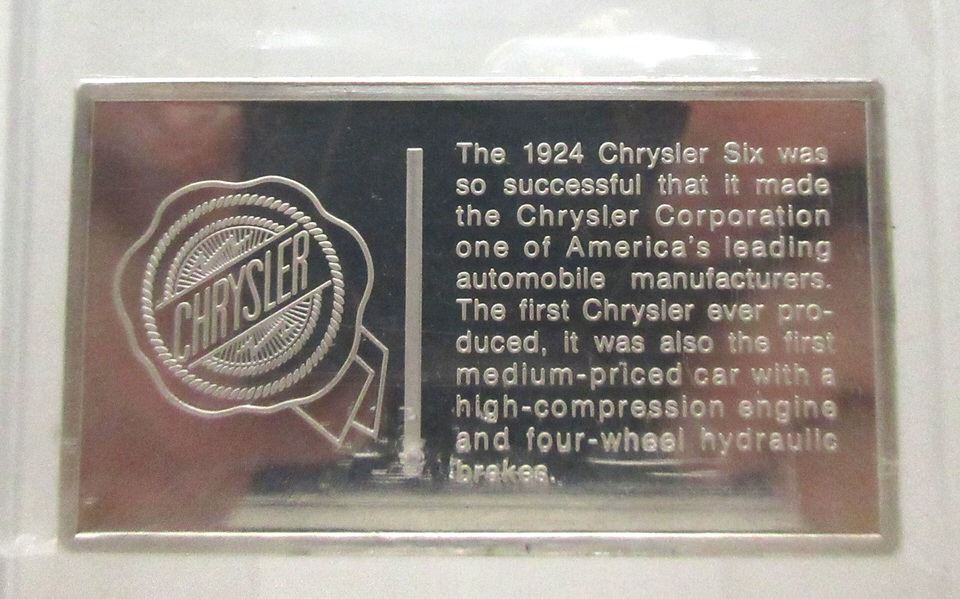 CHRYSLER
The 1924 Chrysler Six was
so successful that it made
the Chrysler Corporation
one of America's leading
automobile manufacturers.
The first Chrysler ever pro-
duced, it was also the first
medium-priced car with a
high-compression engine
and four-wheel hydraulic
brakes.